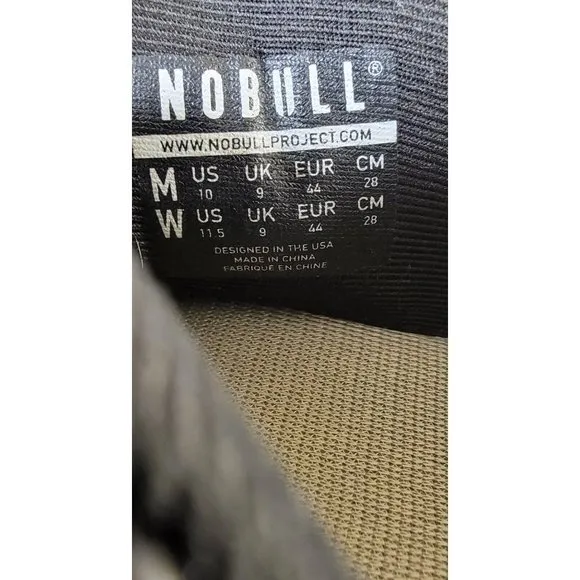 NOBULL®
WWW.NOBULLPROJECT.COM
M US UK EUR CM
10 9 44 28
W US UK EUR CM
11.5 9 44 28
DESIGNED IN THE USA
MADE IN CHINA
FABRIQUE EN CHINE